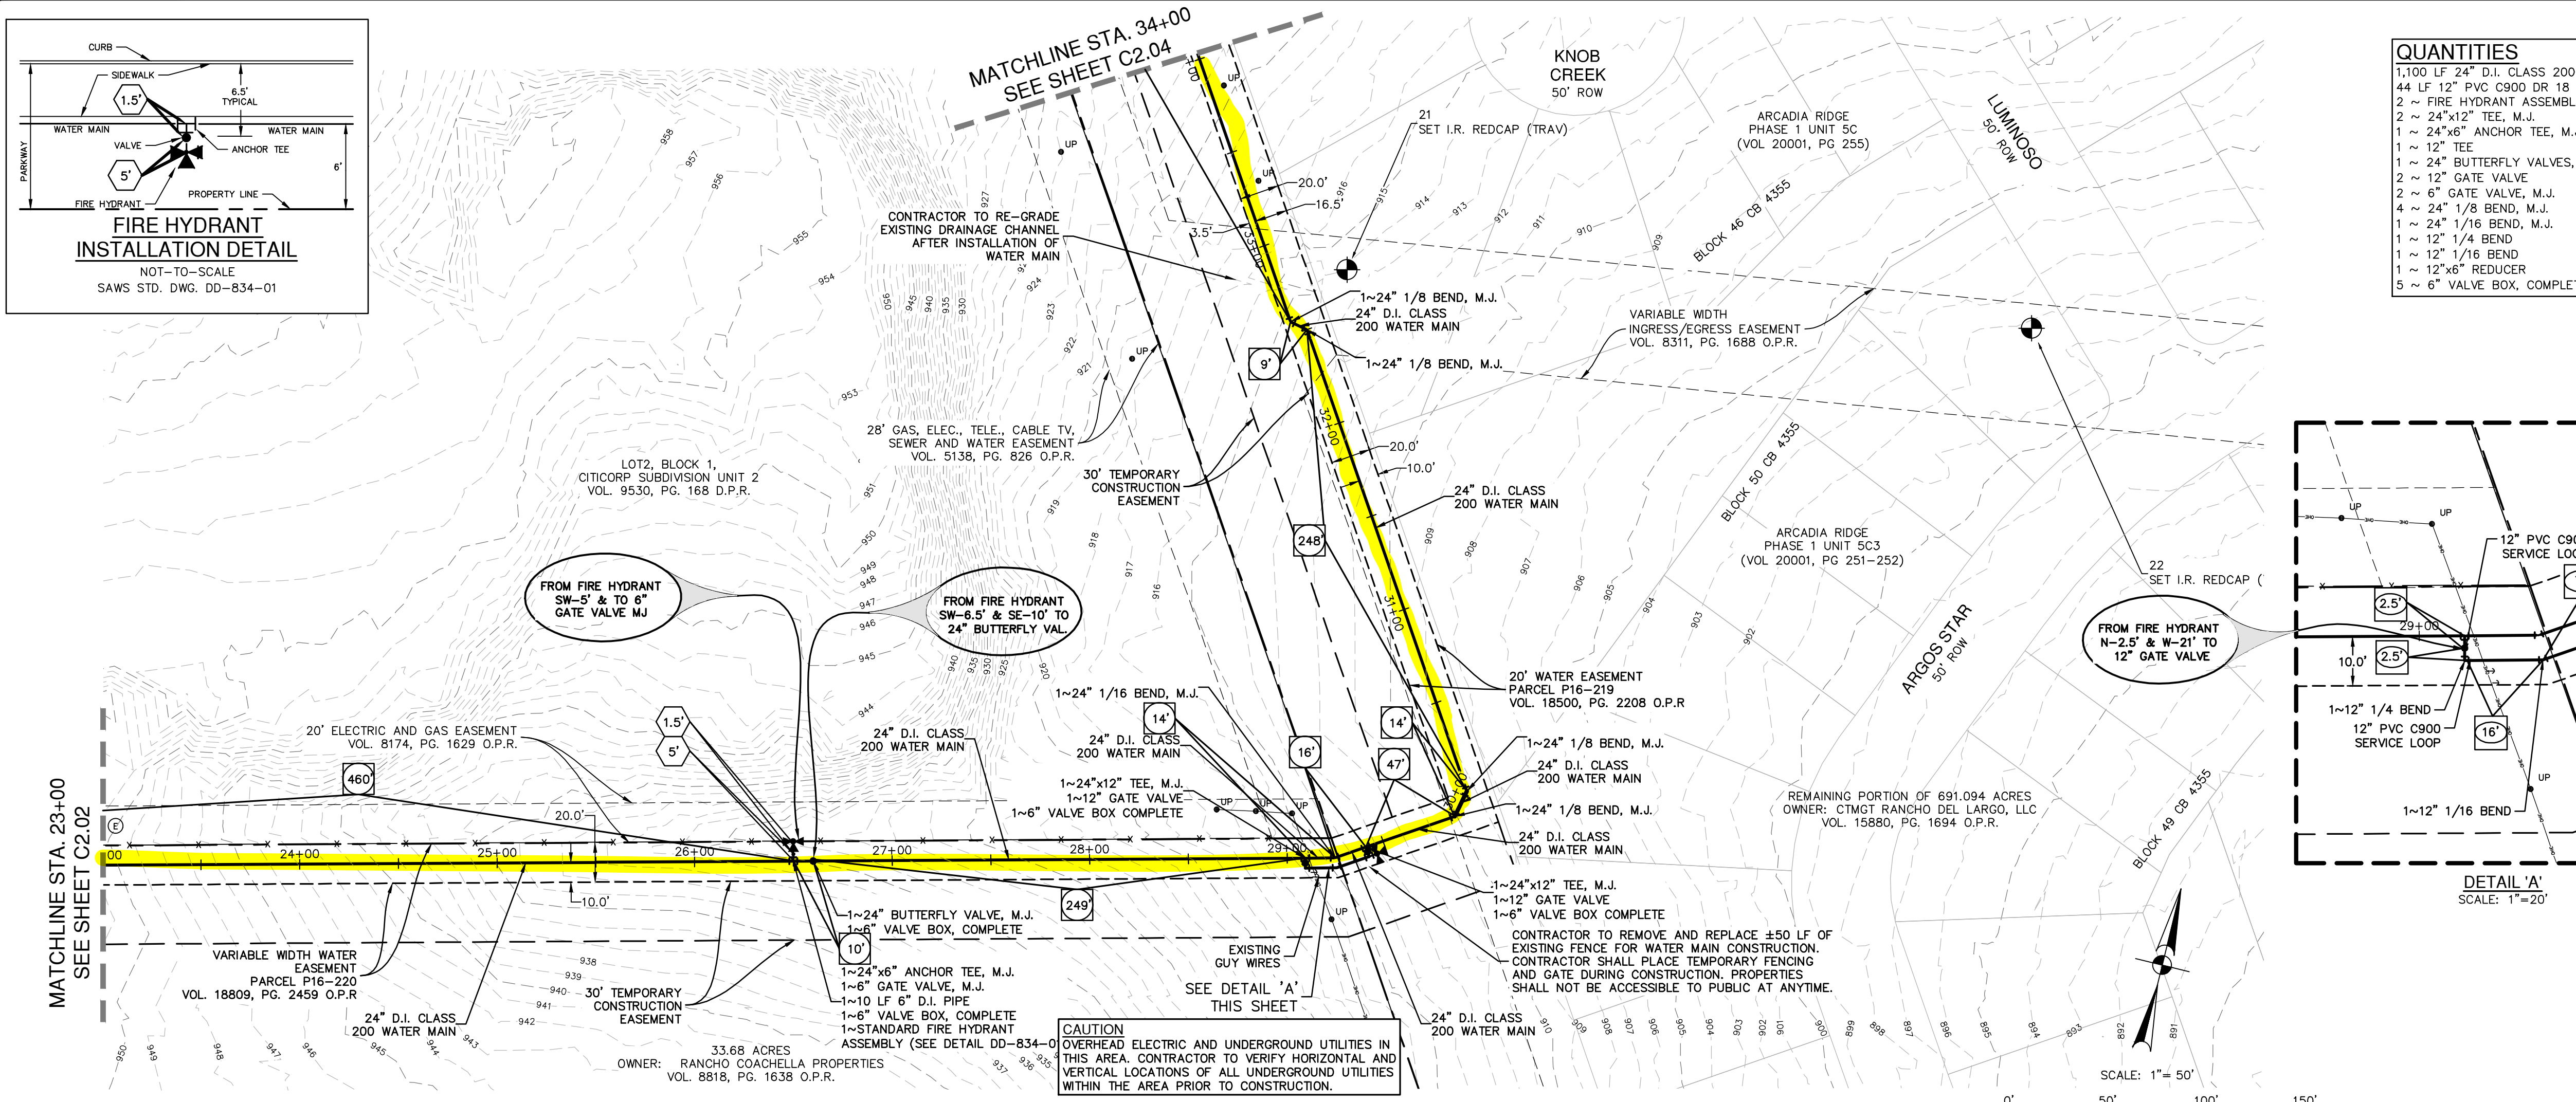 CURB
SIDEWALK
1.5'
6.5'
TYPICAL
WATER MAIN
WATER MAIN
VALVE
ANCHOR TEE
PARKWAY
5'
6'
PROPERTY LINE
FIRE HYDRANT
FIRE HYDRANT
INSTALLATION DETAIL
NOT-TO-SCALE
SAWS STD. DWG. DD-834-01
MATCHLINE STA. 34+00
SEE SHEET C2.04
KNOB
CREEK
50' ROW
21
SET I.R. REDCAP (TRAV)
ARCADIA RIDGE
PHASE 1 UNIT 5C
(VOL 20001, PG 255)
LUMINOSO
50' ROW
BLOCK 46 CB 4355
QUANTITIES
1,100 LF 24" D.I. CLASS 200
44 LF 12" PVC C900 DR 18
2 ~ FIRE HYDRANT ASSEMBL
2 ~ 24"x12" TEE, M.J.
1 ~ 24"x6" ANCHOR TEE, M.J
1 ~ 12" TEE
1 ~ 24" BUTTERFLY VALVES,
2 ~ 12" GATE VALVE
2 ~ 6" GATE VALVE, M.J.
4 ~ 24" 1/8 BEND, M.J.
1 ~ 24" 1/16 BEND, M.J.
1 ~ 12" 1/4 BEND
1 ~ 12" 1/16 BEND
1 ~ 12"x6" REDUCER
5 ~ 6" VALVE BOX, COMPLET
CONTRACTOR TO RE-GRADE
EXISTING DRAINAGE CHANNEL
AFTER INSTALLATION OF
WATER MAIN
UP
UP
UP
UP
20.0'
16.5'
3.5'
33+00
1~24" 1/8 BEND, M.J.
24" D.I. CLASS
200 WATER MAIN
9'
1~24" 1/8 BEND, M.J.
VARIABLE WIDTH
INGRESS/EGRESS EASEMENT
VOL. 8311, PG. 1688 O.P.R.
28' GAS, ELEC., TELE., CABLE TV,
SEWER AND WATER EASEMENT
VOL. 5138, PG. 826 O.P.R.
LOT2, BLOCK 1,
CITICORP SUBDIVISION UNIT 2
VOL. 9530, PG. 168 D.P.R.
30' TEMPORARY
CONSTRUCTION
EASEMENT
32+00
20.0'
10.0'
24" D.I. CLASS
200 WATER MAIN
248'
BLOCK 50 CB 4355
ARCADIA RIDGE
PHASE 1 UNIT 5C3
(VOL 20001, PG 251-252)
22
SET I.R. REDCAP (
31+00
FROM FIRE HYDRANT
SW-5' & TO 6"
GATE VALVE MJ
FROM FIRE HYDRANT
SW-6.5' & SE-10' TO
24" BUTTERFLY VAL.
ARGOS STAR
50' ROW
FROM FIRE HYDRANT
N-2.5' & W-21' TO
12" GATE VALVE
20' WATER EASEMENT
PARCEL P16-219
VOL. 18500, PG. 2208 O.P.R
1~24" 1/16 BEND, M.J.
14'
24" D.I. CLASS
200 WATER MAIN
16'
14'
47'
1~24" 1/8 BEND, M.J.
24" D.I. CLASS
200 WATER MAIN
1.5'
5'
24" D.I. CLASS
200 WATER MAIN
20' ELECTRIC AND GAS EASEMENT
VOL. 8174, PG. 1629 O.P.R.
460'
1~24"x12" TEE, M.J.
1~12" GATE VALVE
1~6" VALVE BOX COMPLETE
UP
UP
UP
30+00
1~24" 1/8 BEND, M.J.
24" D.I. CLASS
200 WATER MAIN
REMAINING PORTION OF 691.094 ACRES
OWNER: CTMGT RANCHO DEL LARGO, LLC
VOL. 15880, PG. 1694 O.P.R.
BLOCK 49 CB 4355
MATCHLINE STA. 23+00
SEE SHEET C2.02
E
20.0'
00
24+00
25+00
26+00
27+00
28+00
29+00
10.0'
249'
UP
1~24" BUTTERFLY VALVE, M.J.
1~6" VALVE BOX, COMPLETE
10'
1~24"x6" ANCHOR TEE, M.J.
1~6" GATE VALVE, M.J.
1~10 LF 6" D.I. PIPE
1~6" VALVE BOX, COMPLETE
1~STANDARD FIRE HYDRANT
ASSEMBLY (SEE DETAIL DD-834-0
VARIABLE WIDTH WATER
EASEMENT
PARCEL P16-220
VOL. 18809, PG. 2459 O.P.R
24" D.I. CLASS
200 WATER MAIN
30' TEMPORARY
CONSTRUCTION
EASEMENT
33.68 ACRES
OWNER: RANCHO COACHELLA PROPERTIES
VOL. 8818, PG. 1638 O.P.R.
EXISTING
GUY WIRES
SEE DETAIL 'A'
THIS SHEET
1~24"x12" TEE, M.J.
1~12" GATE VALVE
1~6" VALVE BOX COMPLETE
CONTRACTOR TO REMOVE AND REPLACE ±50 LF OF
EXISTING FENCE FOR WATER MAIN CONSTRUCTION.
CONTRACTOR SHALL PLACE TEMPORARY FENCING
AND GATE DURING CONSTRUCTION. PROPERTIES
SHALL NOT BE ACCESSIBLE TO PUBLIC AT ANYTIME.
24" D.I. CLASS
200 WATER MAIN
CAUTION
OVERHEAD ELECTRIC AND UNDERGROUND UTILITIES IN
THIS AREA. CONTRACTOR TO VERIFY HORIZONTAL AND
VERTICAL LOCATIONS OF ALL UNDERGROUND UTILITIES
WITHIN THE AREA PRIOR TO CONSTRUCTION.
UP
UP
12" PVC C90
SERVICE LOO
2.5'
29+00
2.5'
10.0'
1~12" 1/4 BEND
12" PVC C900
SERVICE LOOP
16'
UP
1~12" 1/16 BEND
DETAIL 'A'
SCALE: 1"=20'
SCALE: 1"= 50'
0' 50' 100' 150'